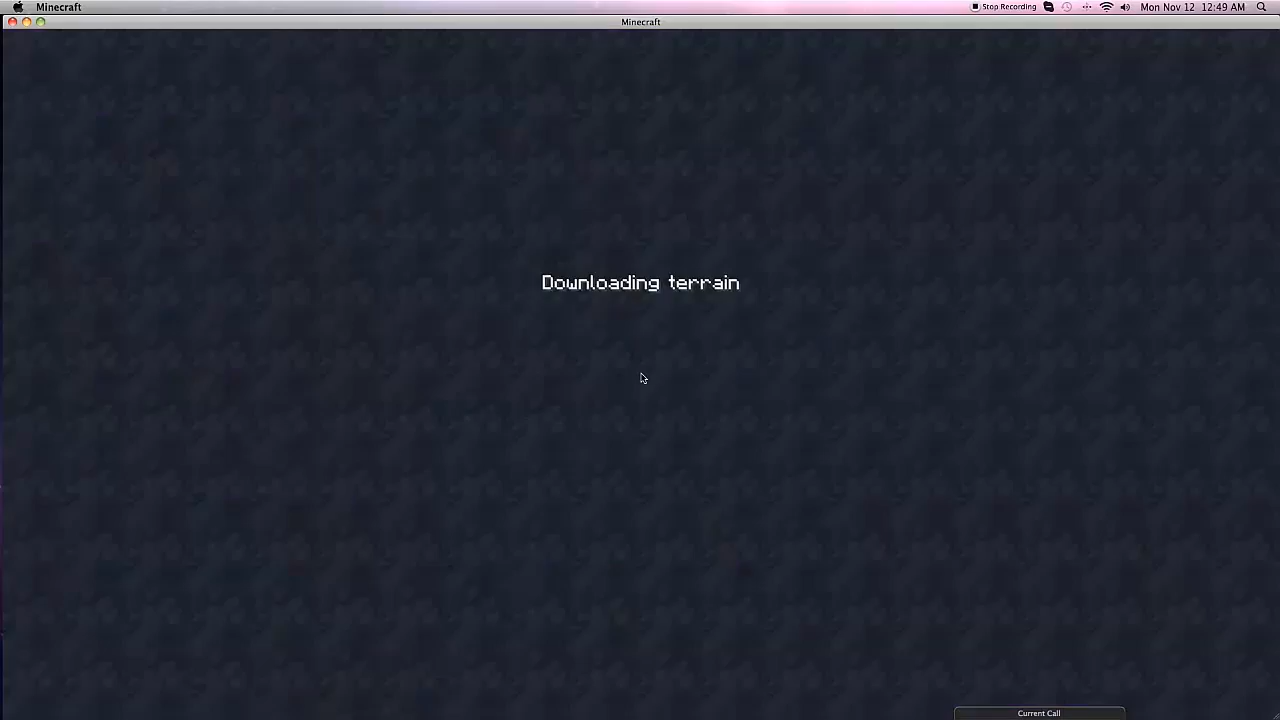 Minecraft
Stop Recording
Mon Nov 12 12:49 AM
Minecraft
Downloading terrain
Current Call